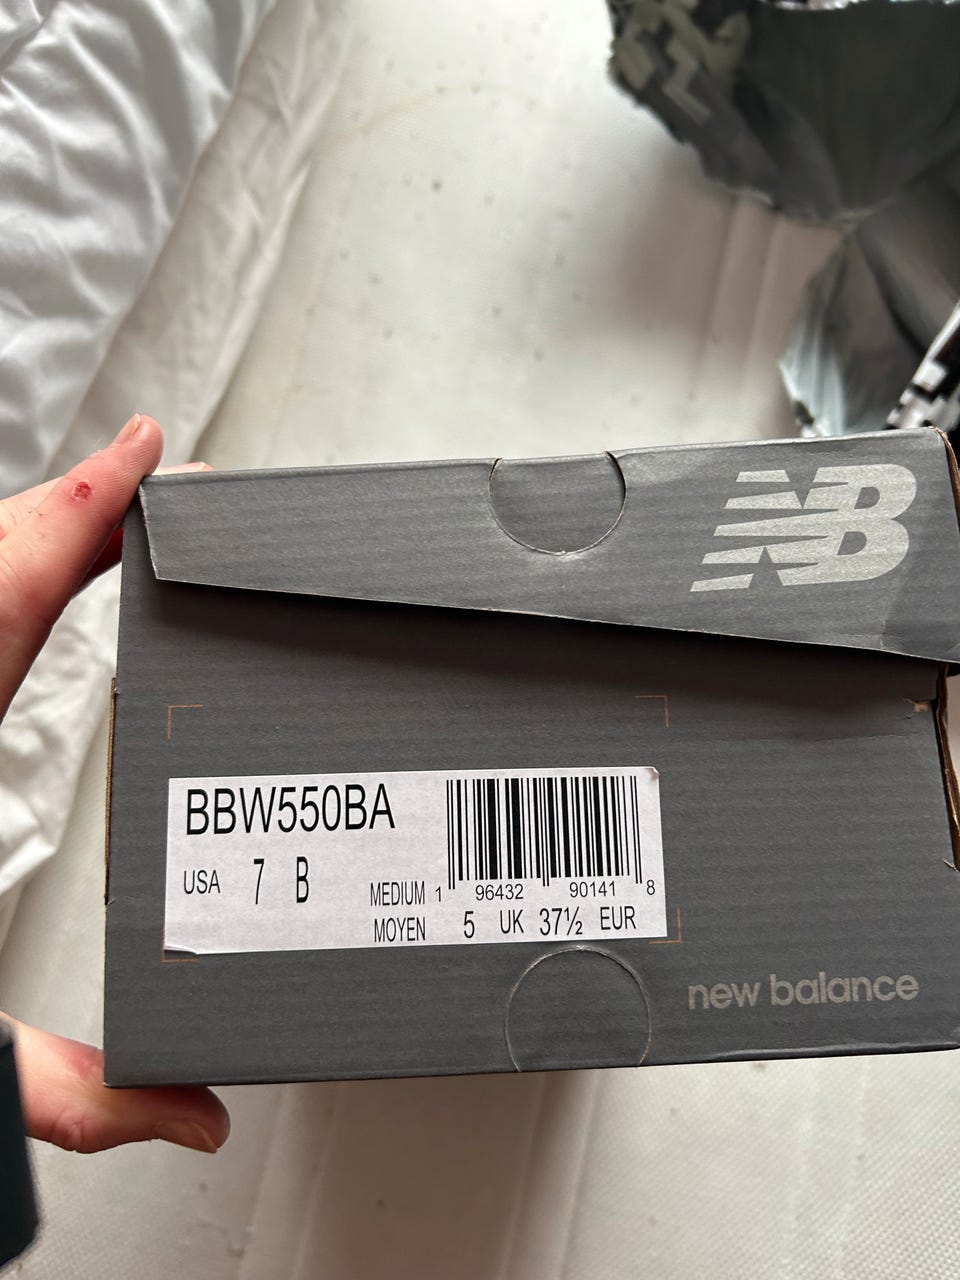 NB
BBW550BA
USA 7 B
MEDIUM 1 96432 90141 8
MOYEN 5 UK 37½ EUR
new balance